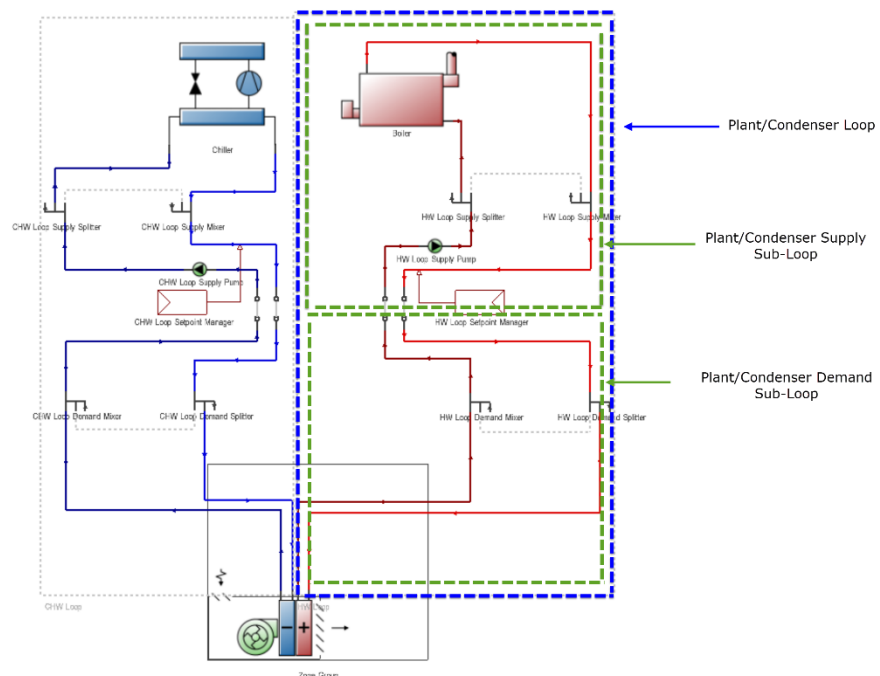 Chiller
Boiler
Plant/Condenser Loop
CHW Loop Supply Splitter
CHW Loop Supply Mixer
HW Loop Supply Splitter
HW Loop Supply Mixer
Plant/Condenser Supply
Sub-Loop
HW Loop Supply Pump
CHW Loop Supply Pump
CHW Loop Setpoint Manager
HW Loop Setpoint Manager
Plant/Condenser Demand
Sub-Loop
CHW Loop Demand Mixer
CHW Loop Demand Splitter
HW Loop Demand Mixer
HW Loop Demand Splitter
CHW Loop
HW Loop
Zone Group